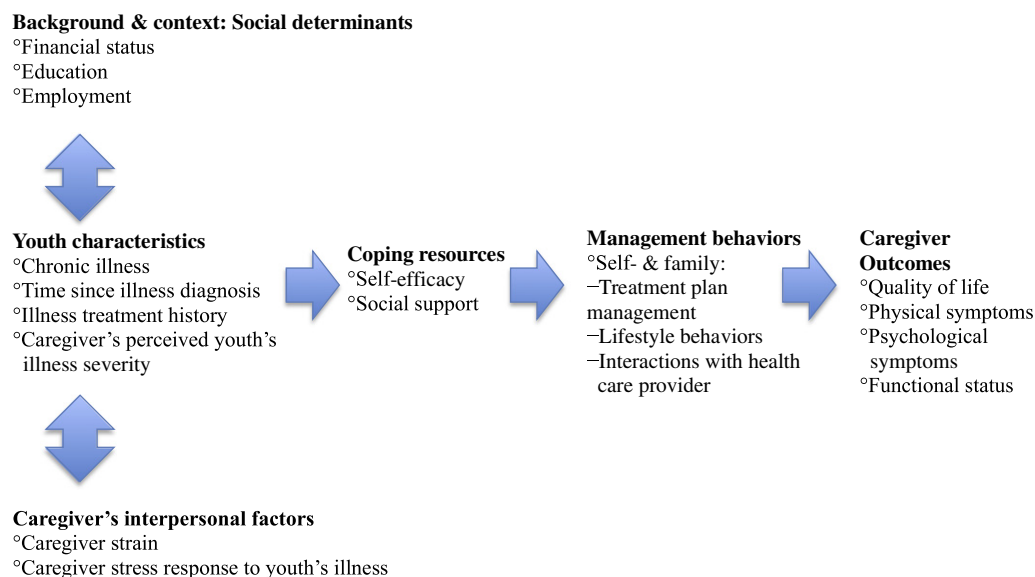 Background & context: Social determinants
°Financial status
°Education
°Employment
Youth characteristics
°Chronic illness
°Time since illness diagnosis
°Illness treatment history
°Caregiver’s perceived youth’s
illness severity
Coping resources
°Self-efficacy
°Social support
Management behaviors
°Self- & family:
–Treatment plan
management
–Lifestyle behaviors
–Interactions with health
care provider
Caregiver
Outcomes
°Quality of life
°Physical symptoms
°Psychological
symptoms
°Functional status
Caregiver’s interpersonal factors
°Caregiver strain
°Caregiver stress response to youth’s illness